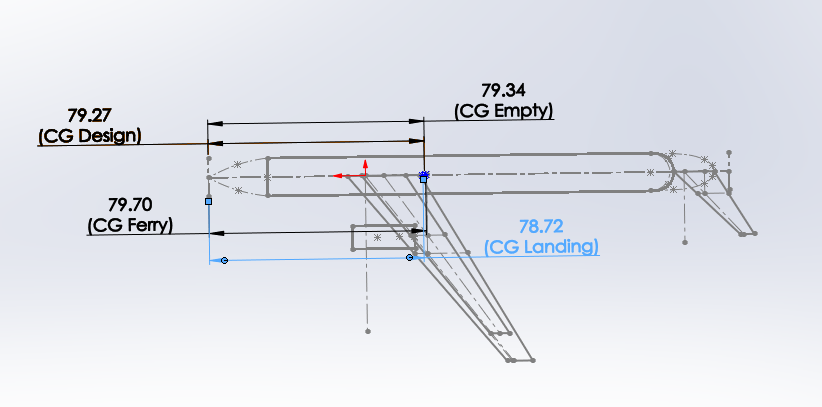 79.34
(CG Empty)
79.27
(CG Design)
79.70
(CG Ferry)
78.72
(CG Landing)